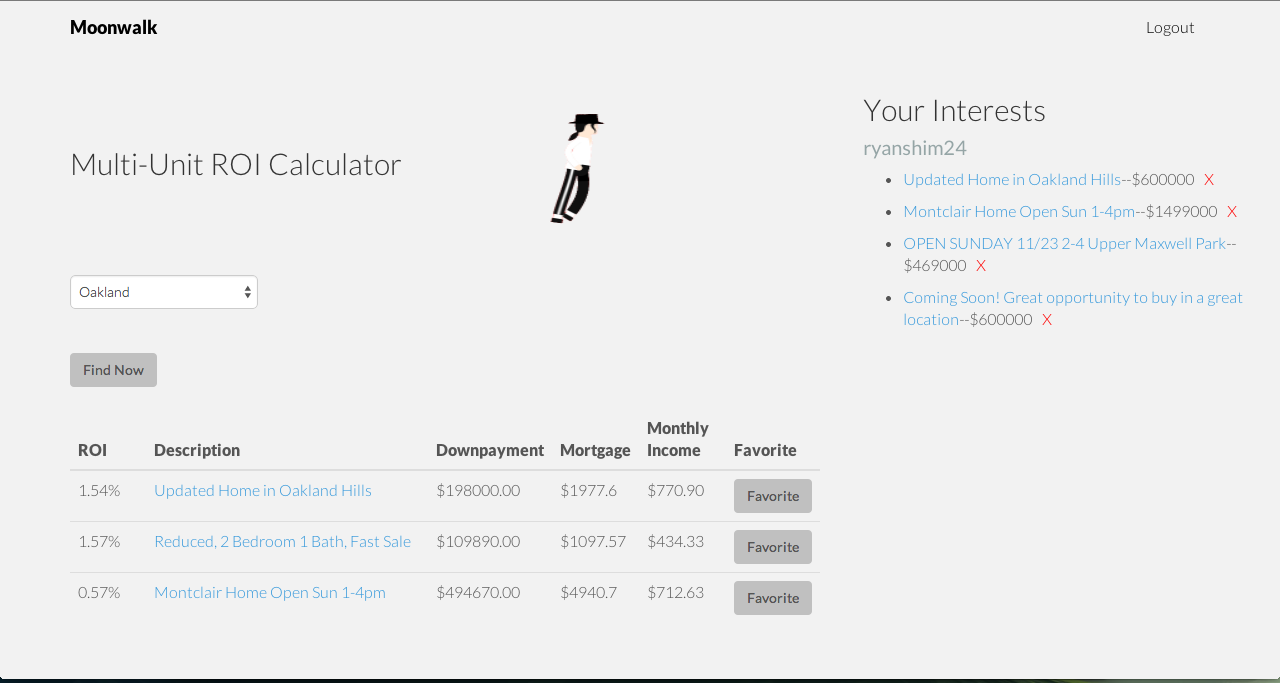 Moonwalk
Logout
Multi-Unit ROI Calculator
Oakland
Find Now
ROI Description Downpayment Mortgage Monthly Income Favorite
1.54% Updated Home in Oakland Hills $198000.00 $1977.6 $770.90 Favorite
1.57% Reduced, 2 Bedroom 1 Bath, Fast Sale $109890.00 $1097.57 $434.33 Favorite
0.57% Montclair Home Open Sun 1-4pm $494670.00 $4940.7 $712.63 Favorite
Your Interests
ryanshim24
Updated Home in Oakland Hills--$600000 X
Montclair Home Open Sun 1-4pm--$1499000 X
OPEN SUNDAY 11/23 2-4 Upper Maxwell Park--
$469000 X
Coming Soon! Great opportunity to buy in a great
location--$600000 X